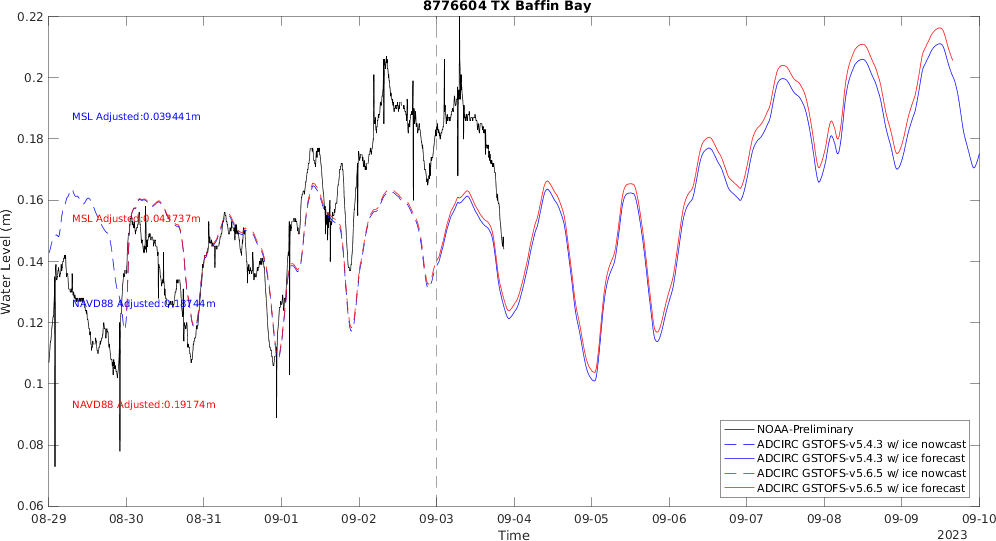 8776604 TX Baffin Bay
Water Level (m)
0.22
0.2
0.18
0.16
0.14
0.12
0.1
0.08
0.06
MSL Adjusted:0.039441m
MSL Adjusted:0.043737m
NAVD88 Adjusted:0.18744m
NAVD88 Adjusted:0.19174m
NOAA-Preliminary
ADCIRC GSTOFS-v5.4.3 w/ ice nowcast
ADCIRC GSTOFS-v5.4.3 w/ ice forecast
ADCIRC GSTOFS-v5.6.5 w/ ice nowcast
ADCIRC GSTOFS-v5.6.5 w/ ice forecast
08-29 08-30 08-31 09-01 09-02 09-03 09-04 09-05 09-06 09-07 09-08 09-09 09-10
Time
2023